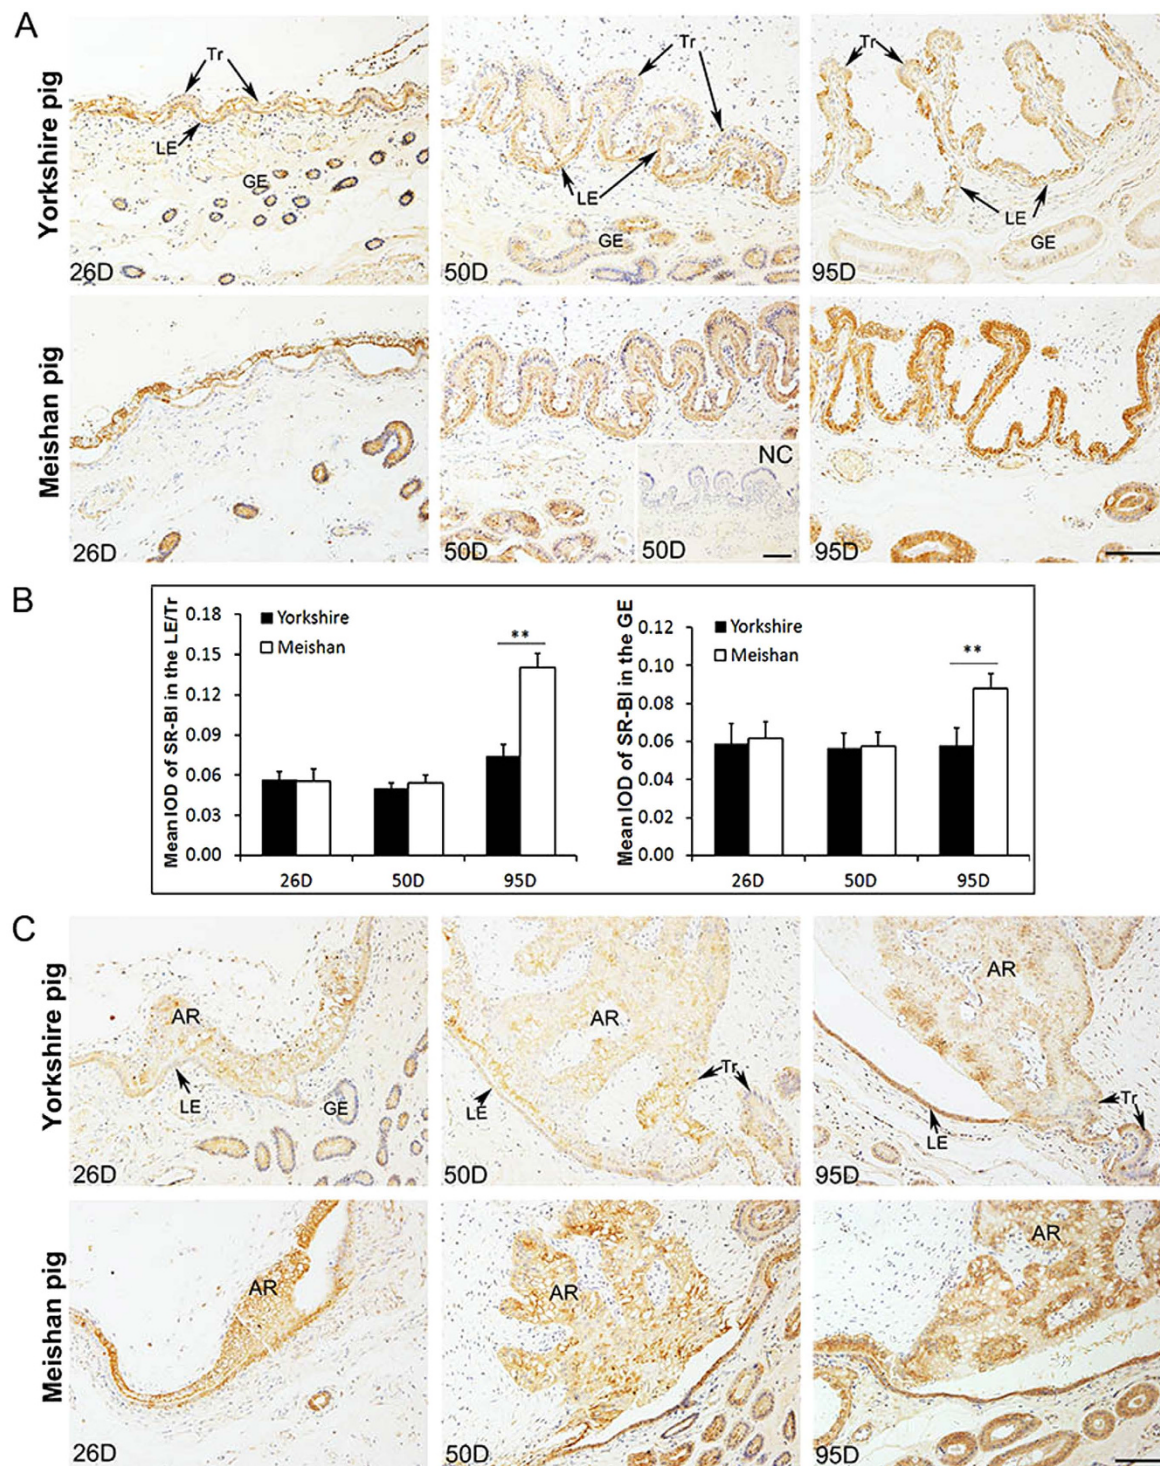 A
Yorkshire pig
Tr
LE
GE
26D
Tr
LE
GE
50D
Tr
LE
GE
95D
Meishan pig
26D
50D
NC
50D
95D
B
Mean IOD of SR-BI in the LE/Tr
0.18
0.15
0.12
0.09
0.06
0.03
0.00
Yorkshire
Meishan
**
26D 50D 95D
Mean IOD of SR-BI in the GE
0.12
0.10
0.08
0.06
0.04
0.02
0.00
Yorkshire
Meishan
**
26D 50D 95D
C
Yorkshire pig
AR
LE
GE
26D
AR
Tr
LE
50D
AR
Tr
LE
95D
Meishan pig
AR
26D
AR
50D
AR
95D